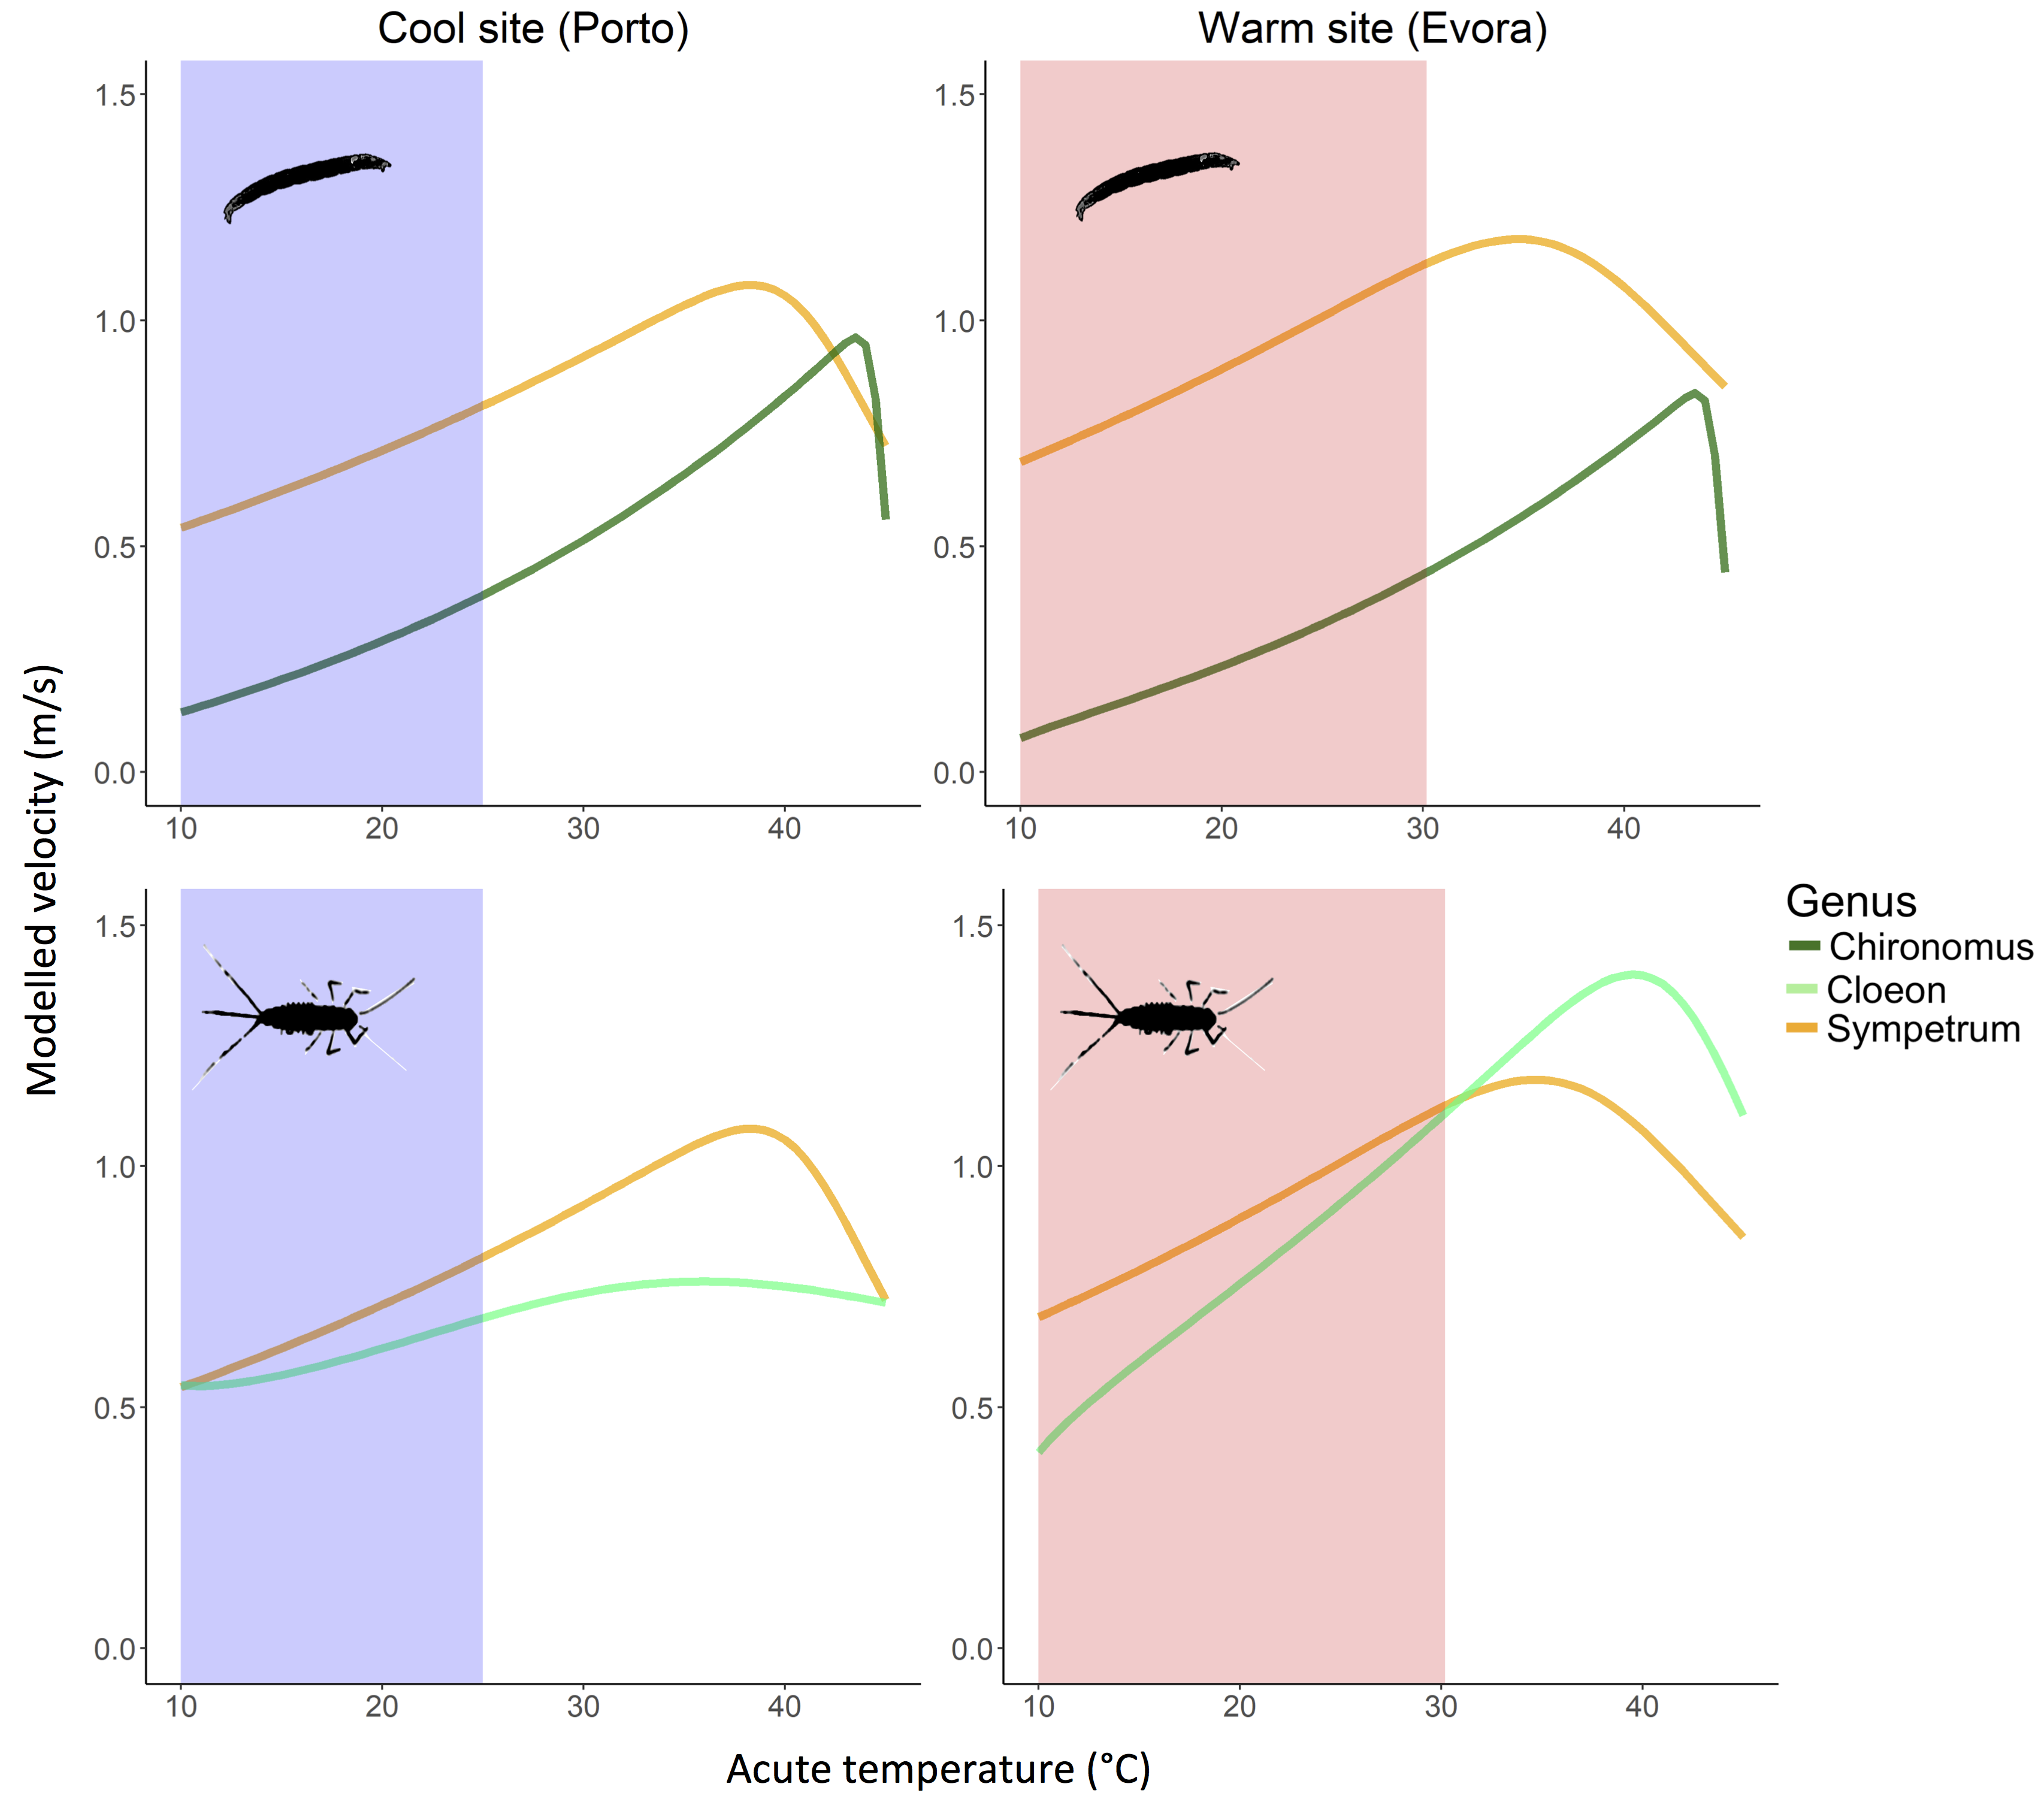 Cool site (Porto)
Warm site (Evora)
1.5
1.0
0.5
0.0
10 20 30 40
1.5
1.0
0.5
0.0
10 20 30 40
Modelled velocity (m/s)
1.5
1.0
0.5
0.0
10 20 30 40
1.5
1.0
0.5
0.0
10 20 30 40
Genus
Chironomus
Cloeon
Sympetrum
Acute temperature (°C)